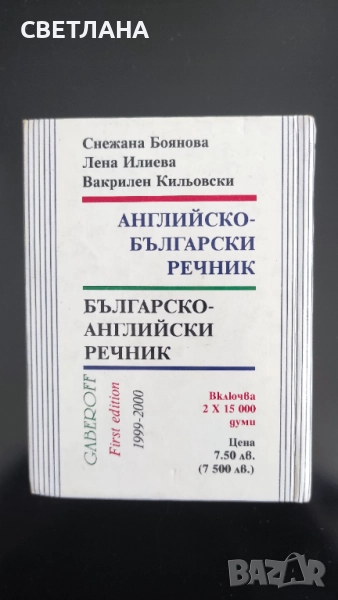 СВЕТЛАНА
Снежана Боянова
Лена Илиева
Вакрилен Кильовски
АНГЛИЙСКО-
БЪЛГАРСКИ
РЕЧНИК
БЪЛГАРСКО-
АНГЛИЙСКИ
РЕЧНИК
GABEROFF
First edition
1999-2000
Включва
2 X 15 000
думи
Цена
7.50 лв.
(7 500 лв.)
BAZAR